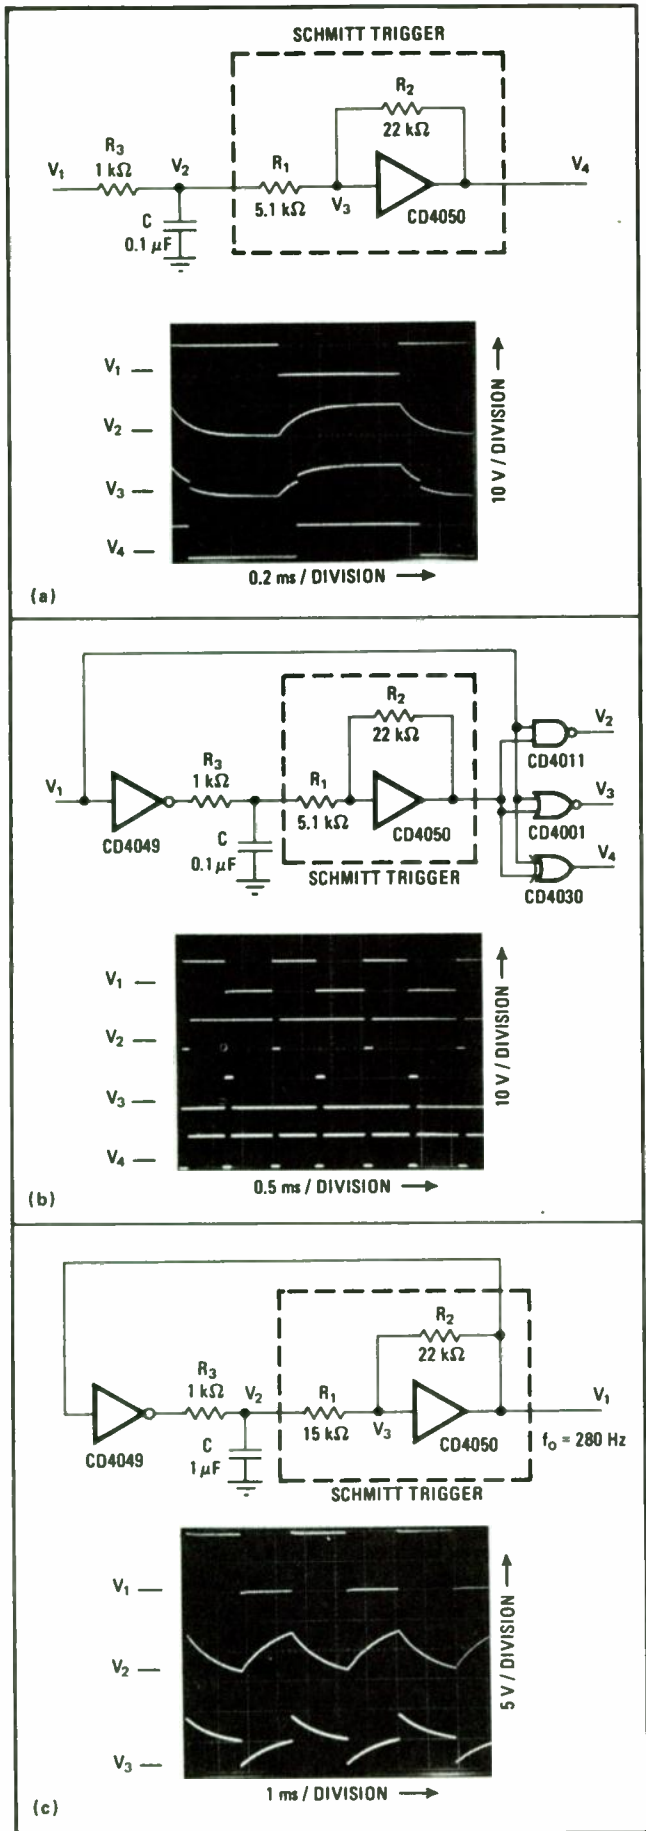 SCHMITT TRIGGER
R2
22 kΩ
R3
1 kΩ
V1
V2
R1
5.1 kΩ
V3
CD4050
V4
C
0.1 μF
V1
V2
V3
V4
10 V / DIVISION
0.2 ms / DIVISION
(a)
R2
22 kΩ
R3
1 kΩ
V1
R1
5.1 kΩ
CD4049
CD4050
C
0.1 μF
SCHMITT TRIGGER
V2
CD4011
V3
CD4001
V4
CD4030
V1
V2
V3
V4
10 V / DIVISION
0.5 ms / DIVISION
(b)
R2
22 kΩ
R3
1 kΩ
V2
R1
15 kΩ
V3
V1
CD4049
CD4050
fo = 280 Hz
C
1 μF
SCHMITT TRIGGER
V1
V2
V3
5 V / DIVISION
1 ms / DIVISION
(c)